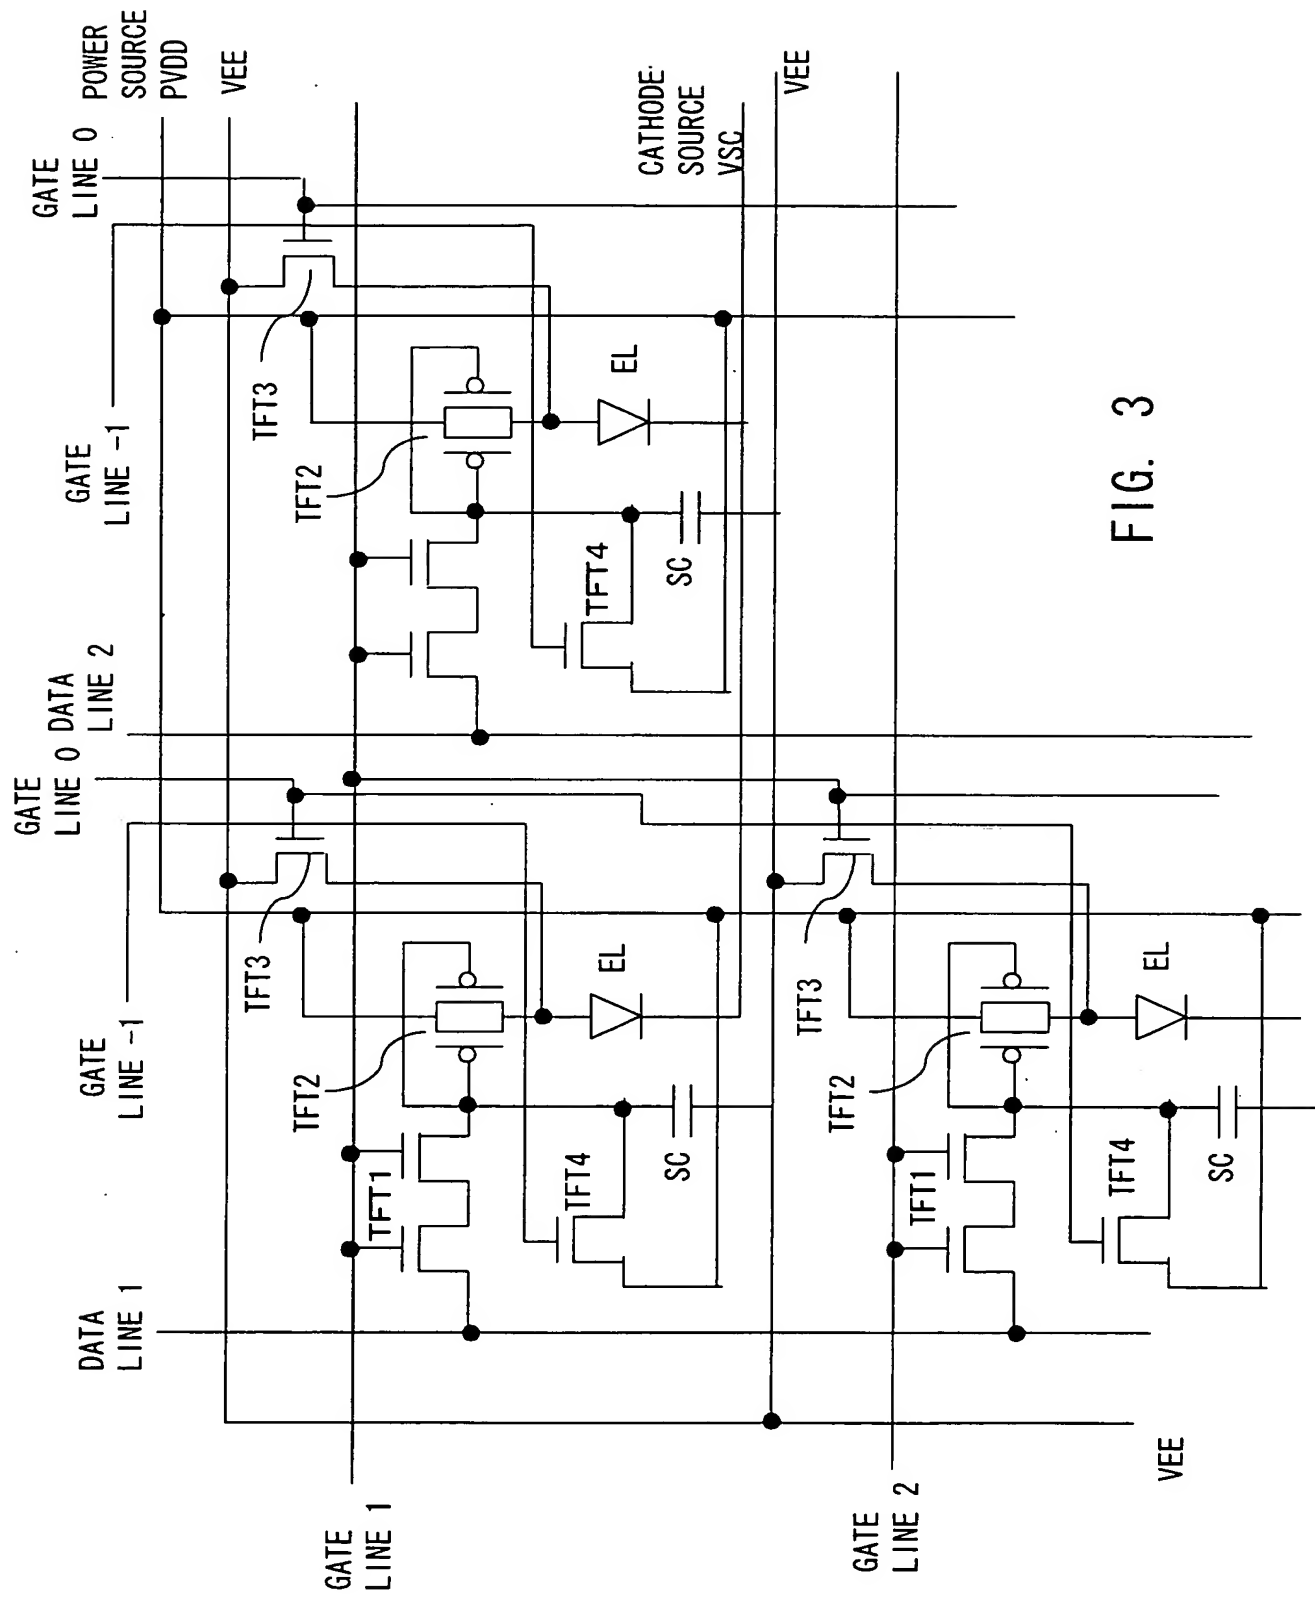 GATE
LINE 0
POWER
SOURCE
PVDD
VEE
GATE
LINE -1
TFT3
TFT2
EL
CATHODE
SOURCE
VSC
VEE
SC
TFT4
DATA
LINE 2
GATE
LINE 0
GATE
LINE -1
TFT3
TFT2
EL
TFT1
TFT4
SC
TFT3
TFT2
EL
TFT1
TFT4
SC
DATA
LINE 1
GATE
LINE 1
GATE
LINE 2
VEE
FIG. 3